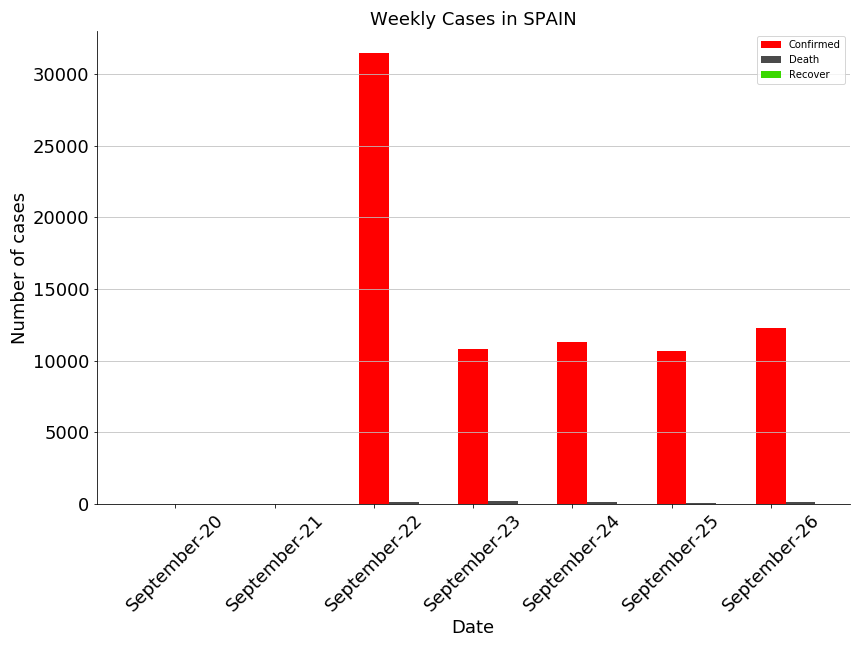 Weekly Cases in SPAIN
Confirmed
Death
Recover
Number of cases
30000
25000
20000
15000
10000
5000
0
September-20
September-21
September-22
September-23
September-24
September-25
September-26
Date